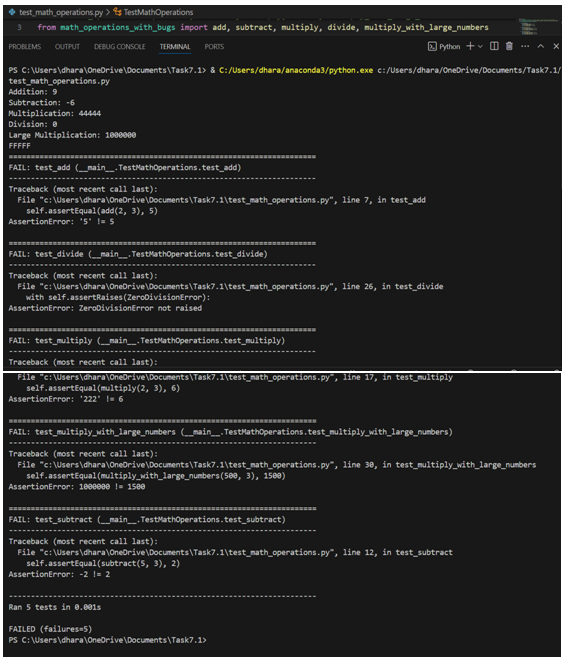 test_math_operations.py > TestMathOperations
3 from math_operations_with_bugs import add, subtract, multiply, divide, multiply_with_large_numbers
PROBLEMS OUTPUT DEBUG CONSOLE TERMINAL PORTS Python
PS C:\Users\dhara\OneDrive\Documents\Task7.1> & C:/Users/dhara/anaconda3/python.exe c:/Users/dhara/OneDrive/Documents/Task7.1/
test_math_operations.py
Addition: 9
Subtraction: -6
Multiplication: 44444
Division: 0
Large Multiplication: 1000000
FFFFF
======================================================================
FAIL: test_add (__main__.TestMathOperations.test_add)
----------------------------------------------------------------------
Traceback (most recent call last):
File "c:\Users\dhara\OneDrive\Documents\Task7.1\test_math_operations.py", line 7, in test_add
self.assertEqual(add(2, 3), 5)
AssertionError: '5' != 5
======================================================================
FAIL: test_divide (__main__.TestMathOperations.test_divide)
----------------------------------------------------------------------
Traceback (most recent call last):
File "c:\Users\dhara\OneDrive\Documents\Task7.1\test_math_operations.py", line 26, in test_divide
with self.assertRaises(ZeroDivisionError):
AssertionError: ZeroDivisionError not raised
======================================================================
FAIL: test_multiply (__main__.TestMathOperations.test_multiply)
----------------------------------------------------------------------
Traceback (most recent call last):
File "c:\Users\dhara\OneDrive\Documents\Task7.1\test_math_operations.py", line 17, in test_multiply
self.assertEqual(multiply(2, 3), 6)
AssertionError: '222' != 6
======================================================================
FAIL: test_multiply_with_large_numbers (__main__.TestMathOperations.test_multiply_with_large_numbers)
----------------------------------------------------------------------
Traceback (most recent call last):
File "c:\Users\dhara\OneDrive\Documents\Task7.1\test_math_operations.py", line 30, in test_multiply_with_large_numbers
self.assertEqual(multiply_with_large_numbers(500, 3), 1500)
AssertionError: 1000000 != 1500
======================================================================
FAIL: test_subtract (__main__.TestMathOperations.test_subtract)
----------------------------------------------------------------------
Traceback (most recent call last):
File "c:\Users\dhara\OneDrive\Documents\Task7.1\test_math_operations.py", line 12, in test_subtract
self.assertEqual(subtract(5, 3), 2)
AssertionError: -2 != 2
----------------------------------------------------------------------
Ran 5 tests in 0.001s
FAILED (failures=5)
PS C:\Users\dhara\OneDrive\Documents\Task7.1>